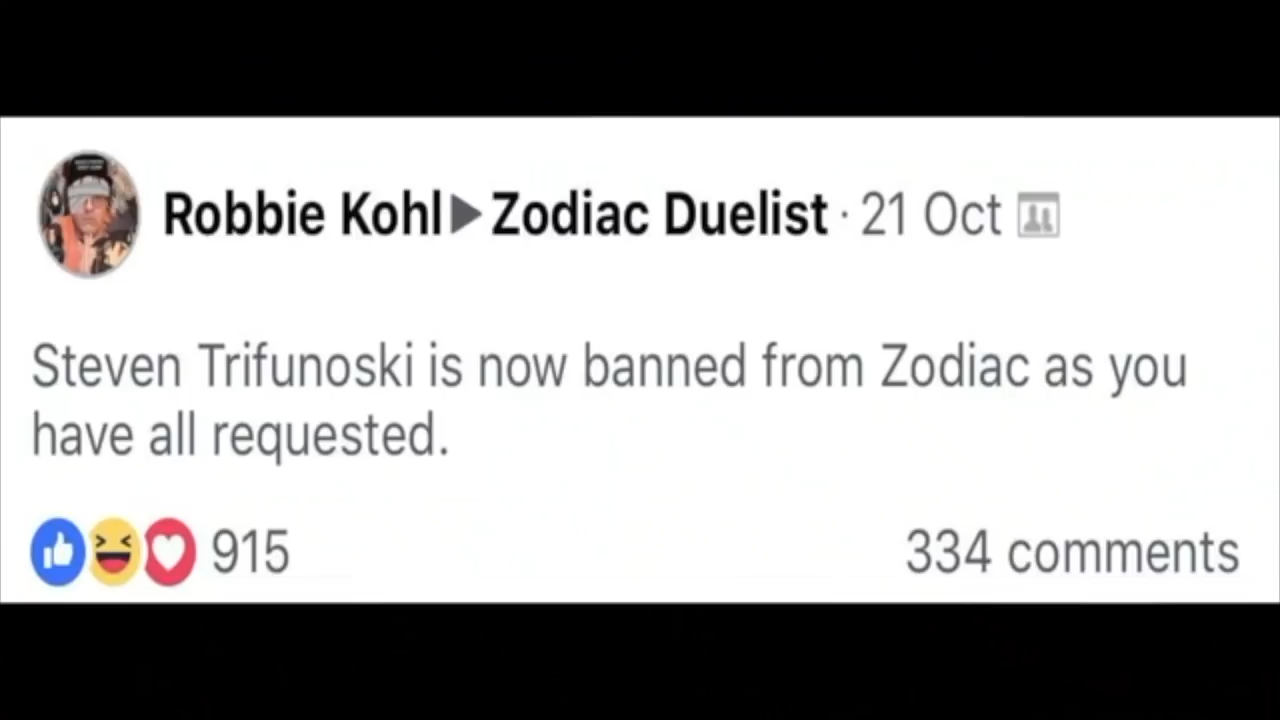 Robbie Kohl▶Zodiac Duelist · 21 Oct
Steven Trifunoski is now banned from Zodiac as you
have all requested.
915
334 comments